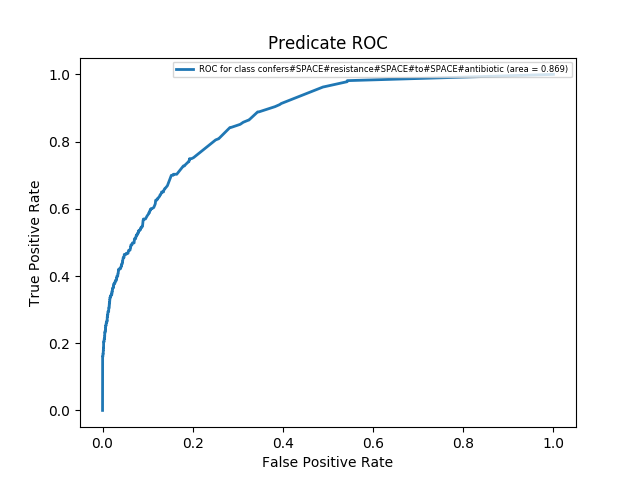 Predicate ROC
ROC for class confers#SPACE#resistance#SPACE#to#SPACE#antibiotic (area = 0.869)
True Positive Rate
1.0
0.8
0.6
0.4
0.2
0.0
0.0 0.2 0.4 0.6 0.8 1.0
False Positive Rate